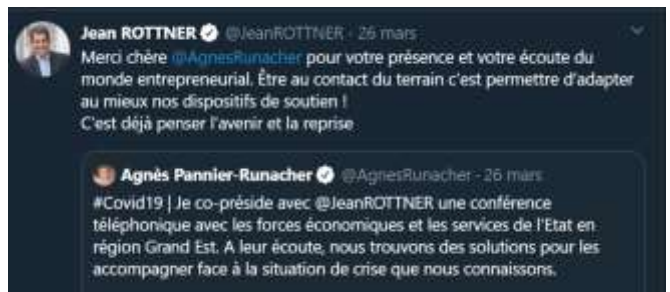 Jean ROTTNER @JeanROTTNER · 26 mars
Merci chère @AgnesRunacher pour votre présence et votre écoute du
monde entrepreneurial. Être au contact du terrain c'est permettre d'adapter
au mieux nos dispositifs de soutien !
C'est déjà penser l'avenir et la reprise
Agnès Pannier-Runacher @AgnesRunacher · 26 mars
#Covid19 | Je co-préside avec @JeanROTTNER une conférence
téléphonique avec les forces économiques et les services de l'Etat en
région Grand Est. A leur écoute, nous trouvons des solutions pour les
accompagner face à la situation de crise que nous connaissons.